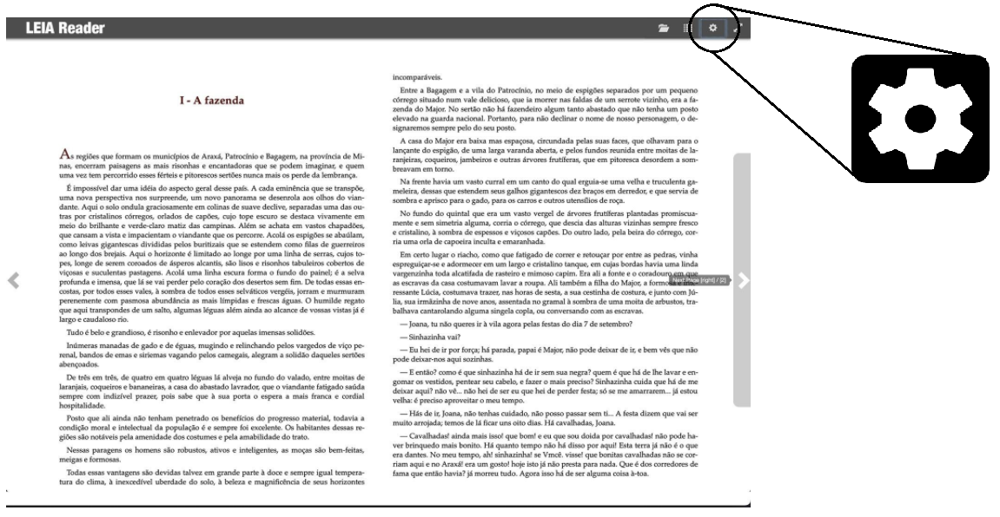 LEIA Reader
I - A fazenda
As regiões que formam os municípios de Araxá, Patrocínio e Bagagem, na província de Mi-
nas, encerram paisagens as mais risonhas e encantadoras que se podem imaginar, e quem
uma vez tem percorrido esses férteis e pitorescos sertões nunca mais os perde da lembrança.
É impossível dar uma idéia do aspecto geral desse país. A cada eminência que se transpõe,
uma nova perspectiva nos surpreende, um novo panorama se desenrola aos olhos do vian-
dante. Aqui o solo ondula graciosamente em colinas de suave declive, separadas uma das ou-
tras por cristalinos córregos, orlados de capões, cujo tope escuro se destaca vivamente em
meio do brilhante e verde-claro matiz das campinas. Além se achata em vastos chapadões,
que cansam a vista e impacientam o viandante que os percorre. Acolá os espigões se abaúlam,
como leivas gigantescas divididas pelos buritizais que se estendem como filas de guerreiros
ao longo dos brejais. Aqui o horizonte é limitado ao longe por uma linha de serras, cujos to-
pes, longe de serem coroados de ásperos alcantis, são lisos e risonhos tabuleiros cobertos de
viçosas e suculentas pastagens. Acolá uma linha escura forma o fundo do painel; é a selva
profunda e imensa, que lá se vai perder pelo coração dos desertos sem fim. De todas essas en-
costas, por todos esses vales, à sombra de todos esses selváticos vergéis, jorram e murmuram
perenemente com pasmosa abundância as mais límpidas e frescas águas. O humilde regato
que aqui transpondes de um salto, algumas léguas além ainda ao alcance de vossas vistas já é
largo e caudaloso rio.
Tudo é belo e grandioso, é risonho e enlevador por aquelas imensas solidões.
Inúmeras manadas de gado e de éguas, mugindo e relinchando pelos vargedos de viço pe-
renal, bandos de emas e siriemas vagando pelos camegais, alegram a solidão daqueles sertões
abençoados.
De três em três, de quatro em quatro léguas lá alveja no fundo do valado, entre moitas de
laranjais, coqueiros e bananeiras, a casa do abastado lavrador, que o viandante fatigado saúda
sempre com indizível prazer, pois sabe que à sua porta o espera a mais franca e cordial
hospitalidade.
Posto que ali ainda não tenham penetrado os benefícios do progresso material, todavia a
condição moral e intelectual da população é e sempre foi excelente. Os habitantes dessas re-
giões são notáveis pela amenidade dos costumes e pela amabilidade do trato.
Nessas paragens os homens são robustos, ativos e inteligentes, as moças são bem-feitas,
meigas e formosas.
Todas essas vantagens são devidas talvez em grande parte à doce e sempre igual tempera-
tura do clima, à inexcedível uberdade do solo, à beleza e magnificência de seus horizontes
incomparáveis.
Entre a Bagagem e a vila do Patrocínio, no meio de espigões separados por um pequeno
córrego situado num vale delicioso, que ia morrer nas faldas de um serrote vizinho, era a fa-
zenda do Major. No sertão não há fazendeiro algum tanto abastado que não tenha um posto
elevado na guarda nacional. Portanto, para não declinar o nome de nosso personagem, o de-
signaremos sempre pelo do seu posto.
A casa do Major era baixa mas espaçosa, circundada pelas suas faces, que olhavam para o
lançante do espigão, de uma larga varanda aberta, e pelos fundos reunida entre moitas de la-
ranjeiras, coqueiros, jambeiros e outras árvores frutíferas, que em pitoresca desordem a som-
breavam em torno.
Na frente havia um vasto curral em um canto do qual erguia-se uma velha e truculenta ga-
meleira, dessas que estendem seus galhos gigantescos dez braços em derredor, e que servia de
sombra e aprisco para o gado, para os carros e outros utensílios de roça.
No fundo do quintal que era um vasto vergel de árvores frutíferas plantadas promiscua-
mente e sem simetria alguma, corria o córrego, que descia das alturas vizinhas sempre fresco
e cristalino, à sombra de espessos e viçosos capões. Do outro lado, pela beira do córrego, cor-
ria uma orla de capoeira inculta e emaranhada.
Em certo lugar o riacho, como que fatigado de correr e retouçar por entre as pedras, vinha
espreguiçar-se e adormecer em um largo e cristalino tanque, em cujas bordas havia uma linda
vargenzinha toda alcatifada de rasteiro e mimoso capim. Era ali a fonte e o coradouro em que
as escravas da casa costumavam lavar a roupa. Ali também a filha do Major, a formosa e inte-
ressante Lúcia, costumava trazer, nas horas de sesta, a sua cestinha de costura, e junto com Jú-
lia, sua irmãzinha de nove anos, assentada no gramal à sombra de uma moita de arbustos, tra-
balhava cantarolando alguma singela copla, ou conversando com as escravas.
Next Page [right] / [2]
— Joana, tu não queres ir à vila agora pelas festas do dia 7 de setembro?
— Sinhazinha vai?
— Eu hei de ir por força; há parada, papai é Major, não pode deixar de ir, e bem vês que não
pode deixar-nos aqui sozinhas.
— E então? como é que sinhazinha há de ir sem sua negra? quem é que há de lhe lavar e en-
gomar os vestidos, pentear seu cabelo, e fazer o mais preciso? Sinhazinha cuida que há de me
deixar aqui? não vê... não hei de ser eu que hei de perder festa; só se me amarrarem... já estou
velha: é preciso aproveitar o meu tempo.
— Hás de ir, Joana, não tenhas cuidado, não posso passar sem ti... A festa dizem que vai ser
muito arrojada; temos de lá ficar uns oito dias. Há cavalhadas, Joana.
— Cavalhadas! ainda mais isso! que bom! e eu que sou doida por cavalhadas! não pode ha-
ver brinquedo mais bonito. Há quanto tempo não há disso por aqui! Esta terra já não é o que
era dantes. No meu tempo, ah! sinhazinha! se Vmcê. visse! que bonitas cavalhadas não se cor-
riam aqui e no Araxá! era um gosto! hoje isto já não presta para nada. Que é dos corredores de
fama que então havia? já morreu tudo. Agora isso há de ser alguma coisa à-toa.